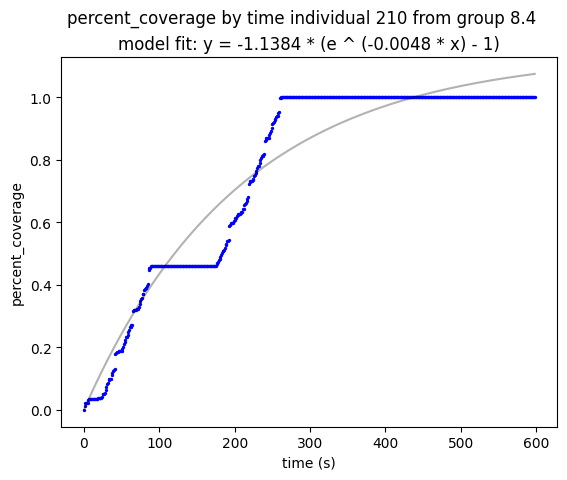 percent_coverage by time individual 210 from group 8.4
model fit: y = -1.1384 * (e ^ (-0.0048 * x) - 1)
percent_coverage
1.0
0.8
0.6
0.4
0.2
0.0
0 100 200 300 400 500 600
time (s)